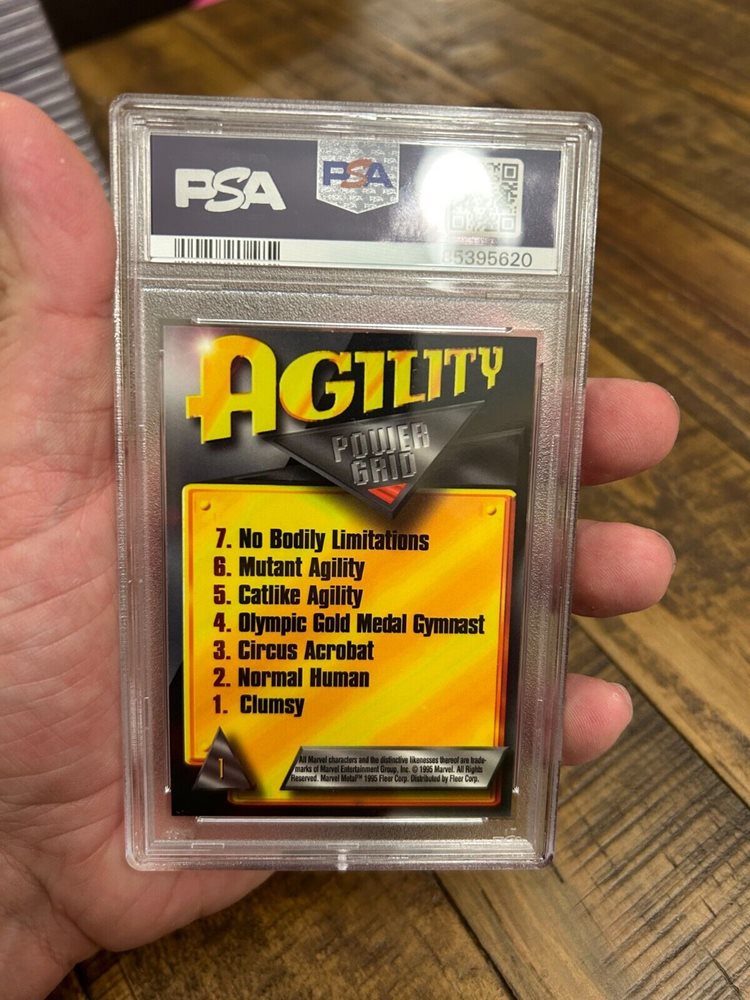 PSA
PSA
85395620
AGILITY
POWER
GRID
7. No Bodily Limitations
6. Mutant Agility
5. Catlike Agility
4. Olympic Gold Medal Gymnast
3. Circus Acrobat
2. Normal Human
1. Clumsy
1
All Marvel characters and the distinctive likenesses thereof are trade-
marks of Marvel Entertainment Group, Inc. © 1995 Marvel. All Rights
Reserved. Marvel Metal™ 1995 Fleer Corp. Distributed by Fleer Corp.